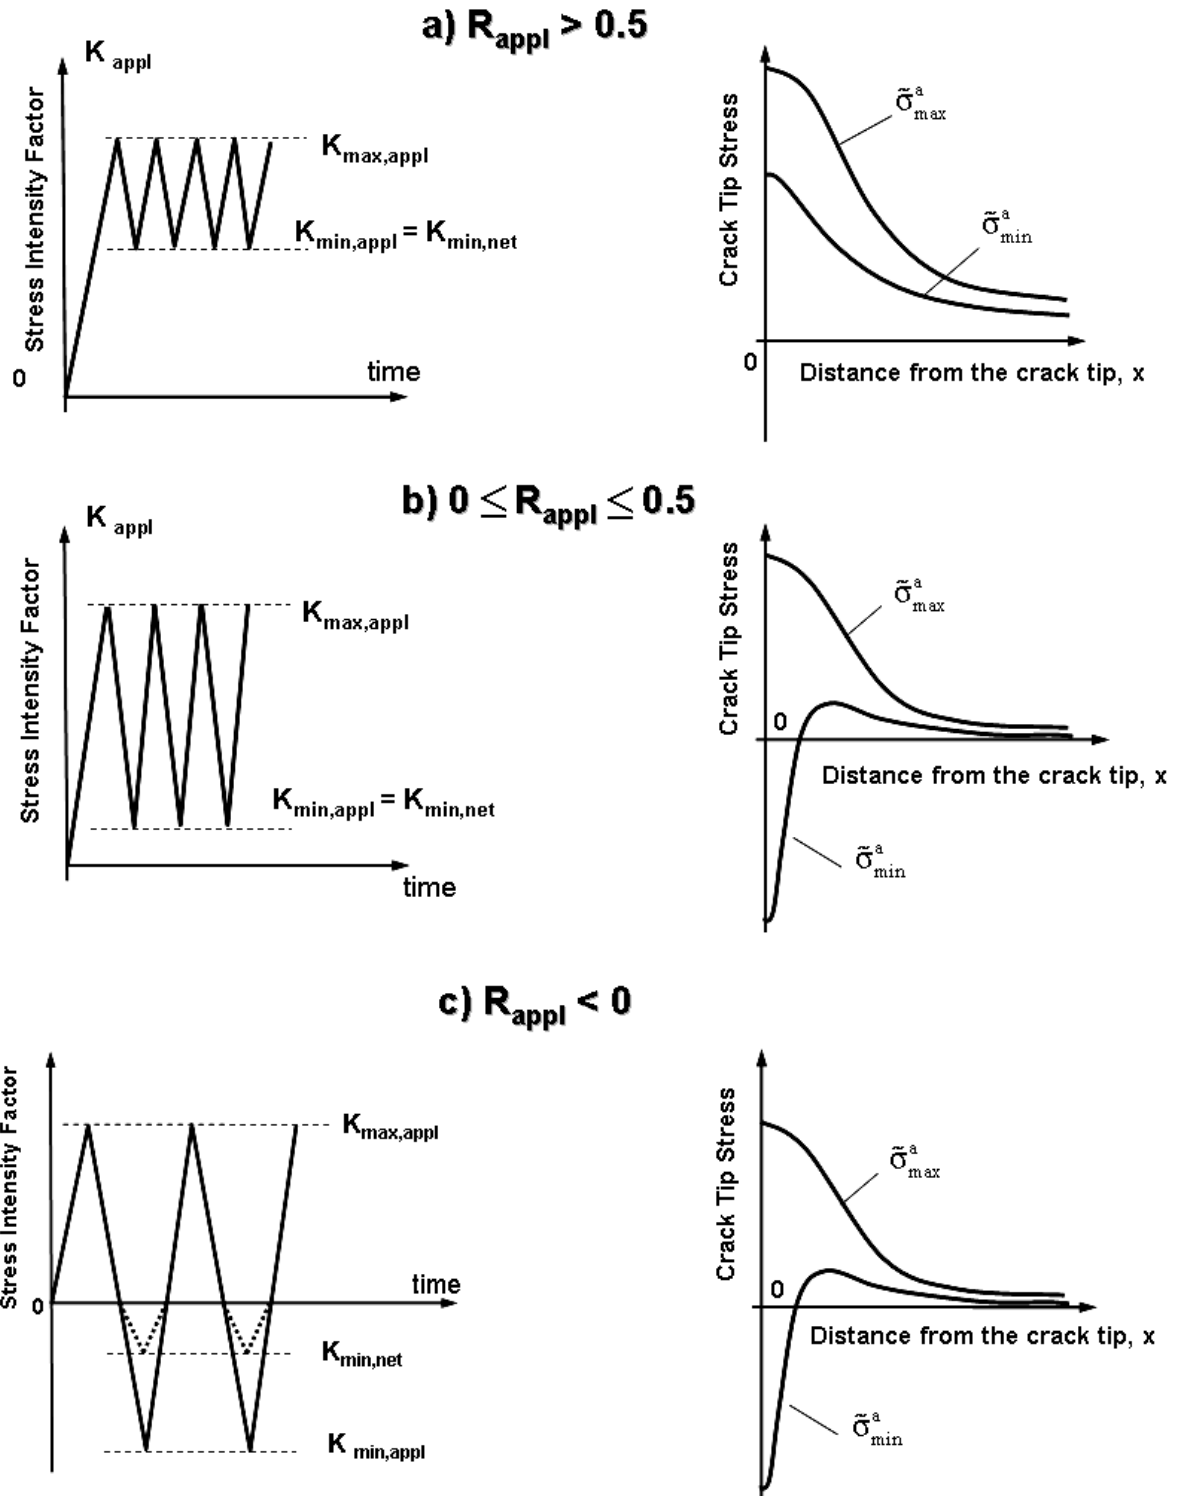 a) R_appl > 0.5
K appl
Stress Intensity Factor
K_max,appl
K_min,appl = K_min,net
0
time
Crack Tip Stress
σ̃ᵃ_max
σ̃ᵃ_min
0
Distance from the crack tip, x
b) 0 ≤ R_appl ≤ 0.5
K appl
Stress Intensity Factor
K_max,appl
K_min,appl = K_min,net
time
Crack Tip Stress
σ̃ᵃ_max
0
Distance from the crack tip, x
σ̃ᵃ_min
c) R_appl < 0
Stress Intensity Factor
K_max,appl
time
0
K_min,net
K min,appl
Crack Tip Stress
σ̃ᵃ_max
0
Distance from the crack tip, x
σ̃ᵃ_min